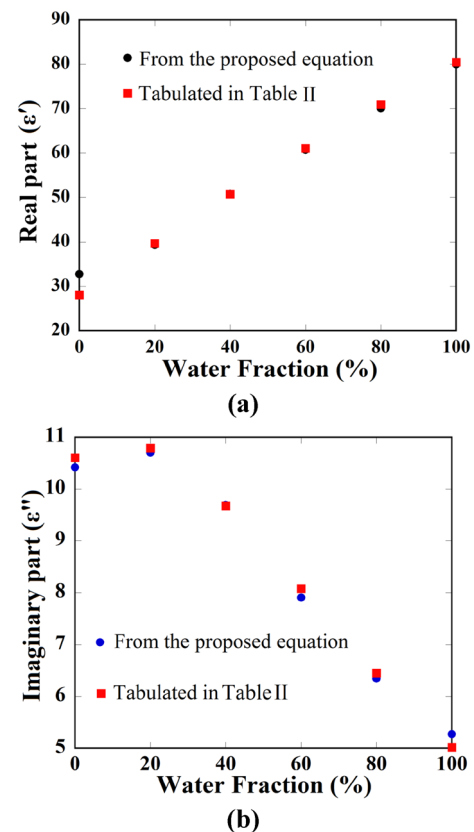 90
80
70
60
50
40
30
20
Real part (ε′)
From the proposed equation
Tabulated in Table II
0 20 40 60 80 100
Water Fraction (%)
(a)
11
10
9
8
7
6
5
Imaginary part (ε″)
From the proposed equation
Tabulated in Table II
0 20 40 60 80 100
Water Fraction (%)
(b)